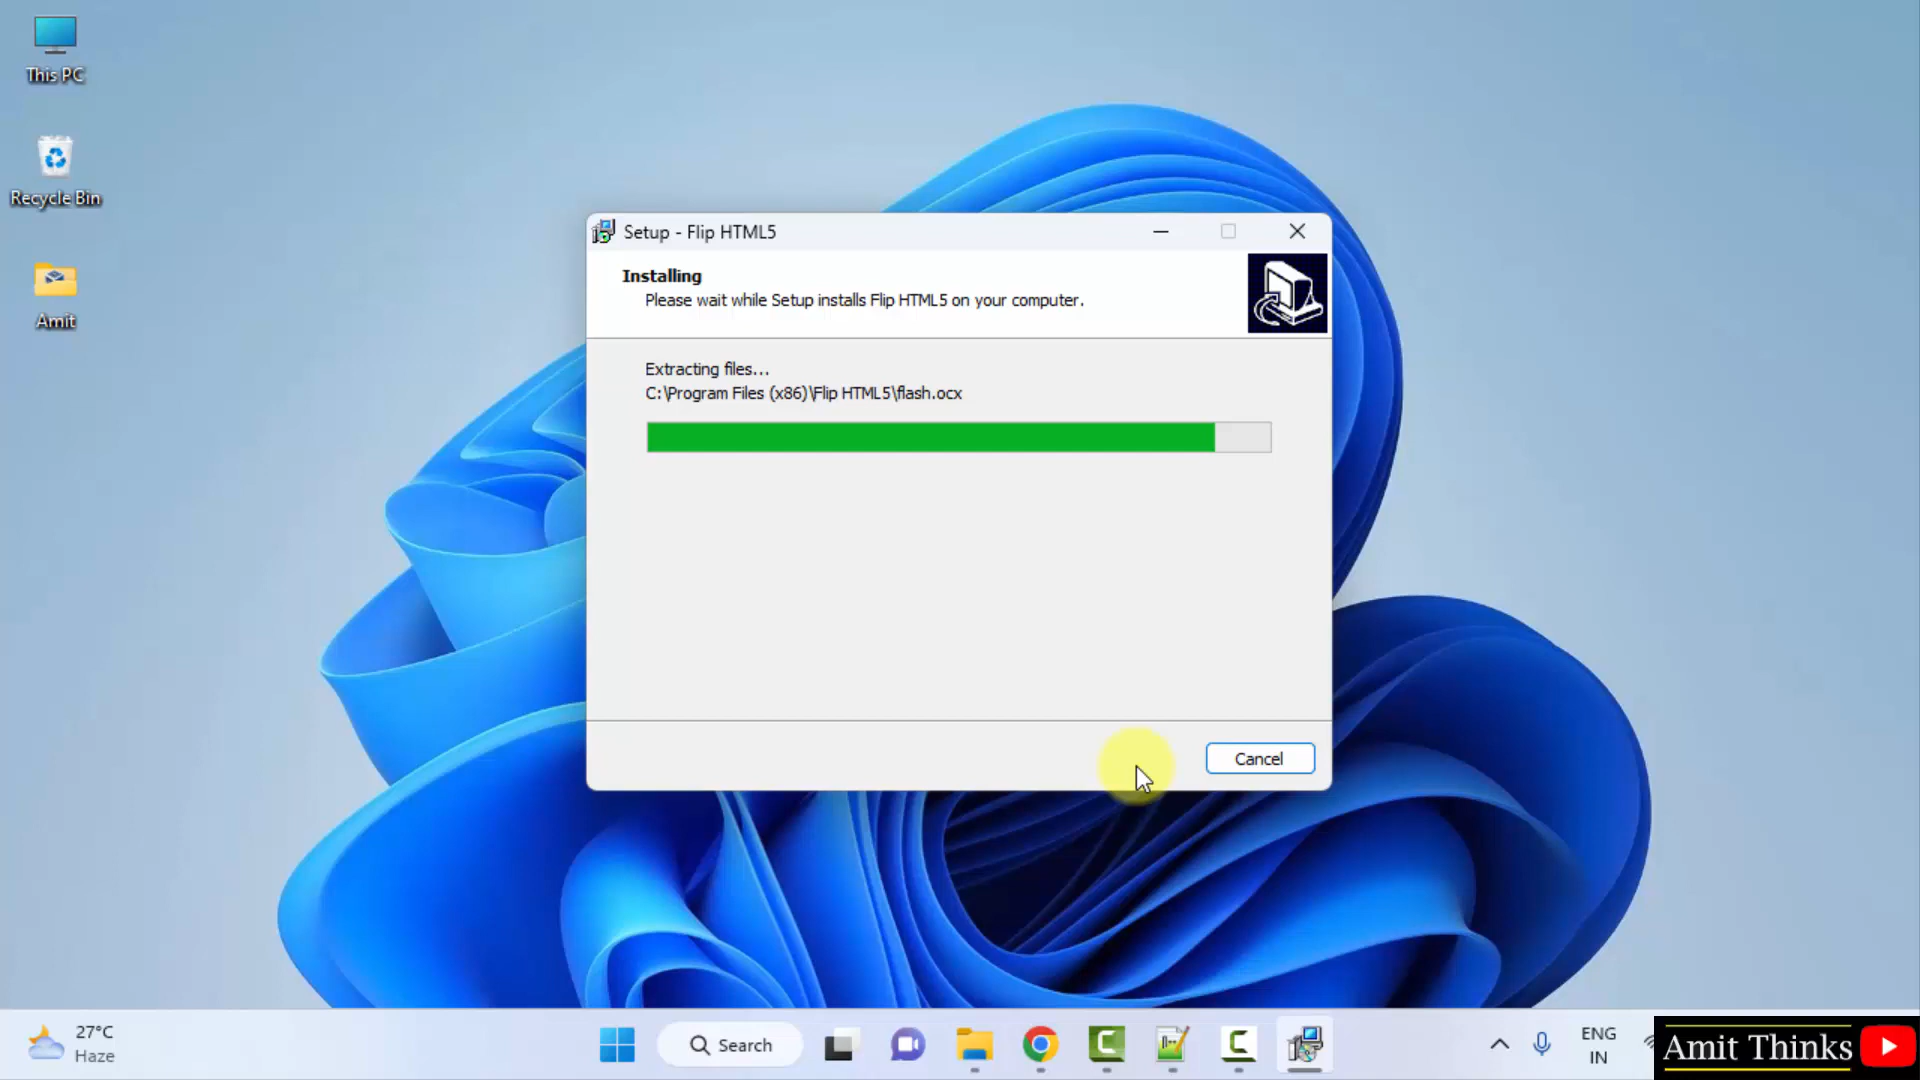 This PC
Recycle Bin
Amit
Setup - Flip HTML5
Installing
Please wait while Setup installs Flip HTML5 on your computer.
Extracting files...
C:\Program Files (x86)\Flip HTML5\flash.ocx
Cancel
27°C
Haze
Search
ENG
IN
Amit Thinks